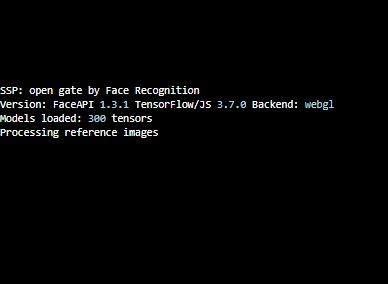 SSP: open gate by Face Recognition
Version: FaceAPI 1.3.1 TensorFlow/JS 3.7.0 Backend: webgl
Models loaded: 300 tensors
Processing reference images